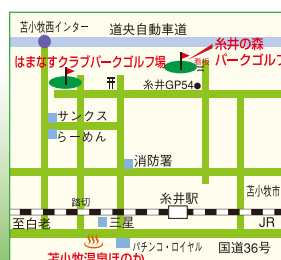 苫小牧西インター
道央自動車道
糸井の森
パークゴルフ
はまなすクラブパークゴルフ場
看板
糸井GP54
サンクス
らーめん
消防署
踏切
糸井駅
苫小牧市
至白老
三星
JR
パチンコ・ロイヤル
国道36号
苫小牧温泉ほのか